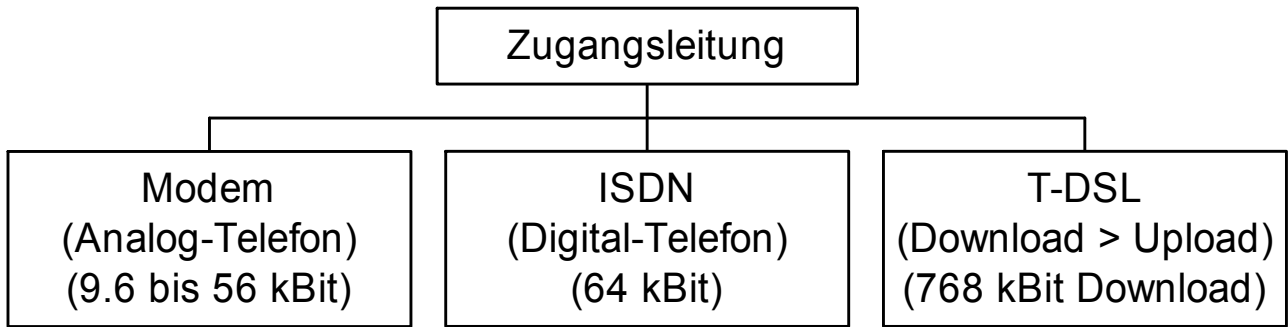 Zugangsleitung
Modem
(Analog-Telefon)
(9.6 bis 56 kBit)
ISDN
(Digital-Telefon)
(64 kBit)
T-DSL
(Download > Upload)
(768 kBit Download)